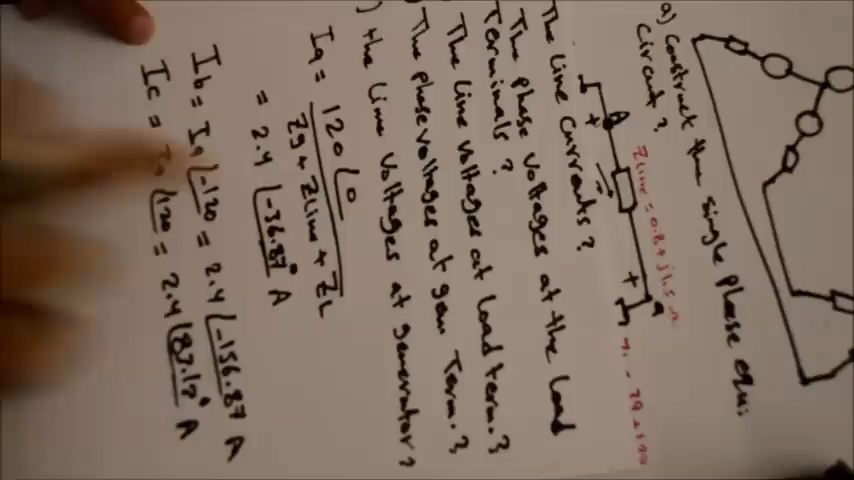 a) Construct the single phase equi
Circuit?
Zline = 0.8 + j1.5 Ω
A
+
+
a
The Line currents?
The phase voltages at the Load
Terminals?
The Line voltages at Load term.?
The phase voltages at gen Term.?
) the Line voltages at generator?
Ia = 120 ∠0
Zg + Zline + ZL
= 2.4 ∠-36.87° A
Ib = Ia ∠-120 = 2.4 ∠-156.87 A
Ic = ∠120 = 2.4 ∠83.13° A